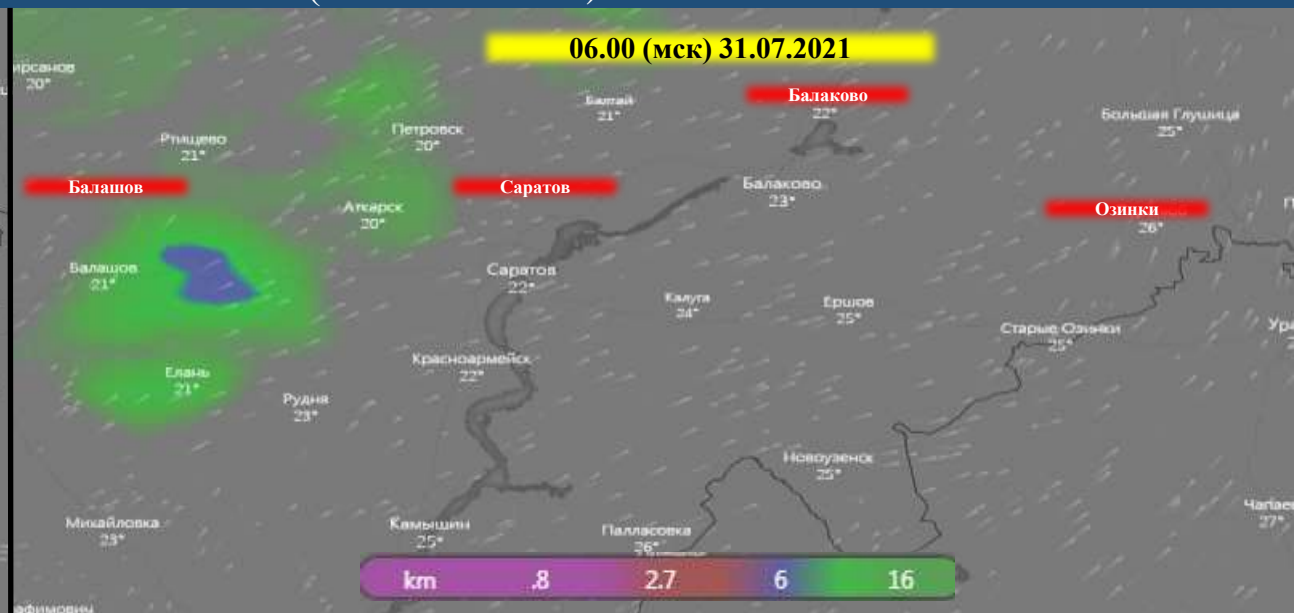 06.00 (мск) 31.07.2021
20°
Балтай
21°
Балаково
22°
Большая Глушица
25°
Ртищево
21°
Петровск
20°
Балашов
Саратов
Балаково
23°
Озинки
26°
Аткарск
20°
Балашов
21°
Саратов
22°
Калуга
24°
Ершов
25°
Старые Озинки
25°
Красноармейск
22°
Елань
21°
Рудня
23°
Новоузенск
25°
Михайловка
23°
Камышин
25°
Палласовка
26°
27°
km .8 2.7 6 16